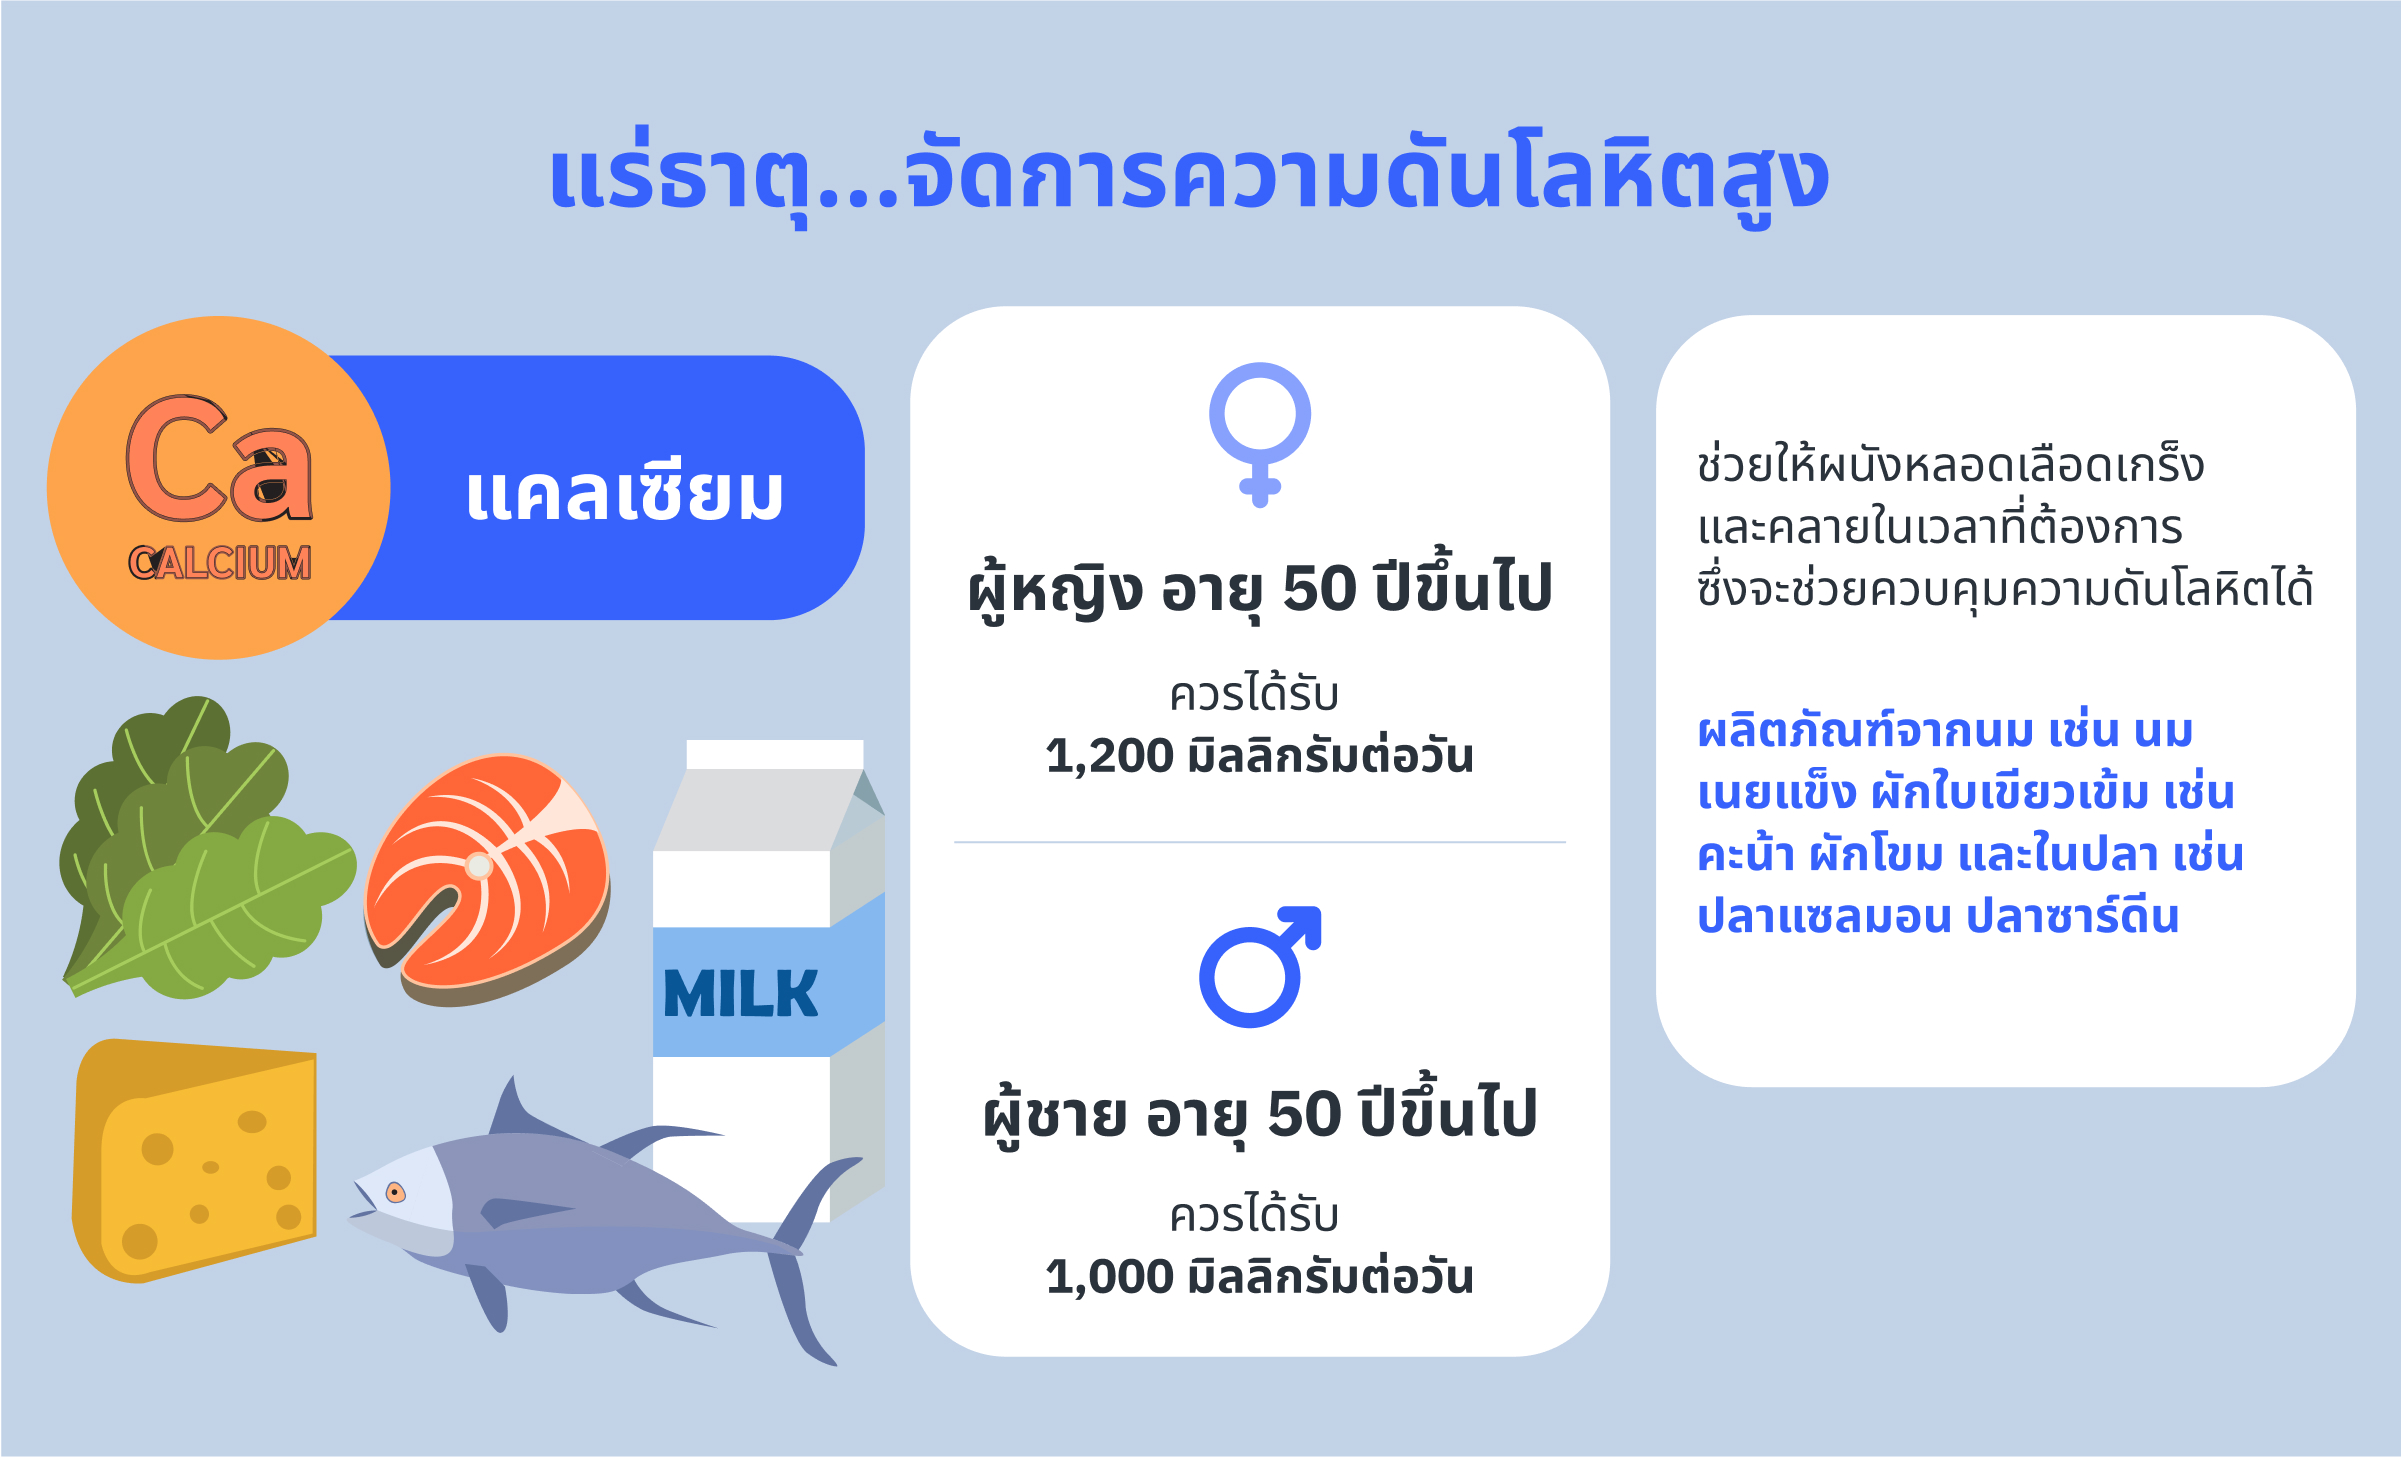 แร่ธาตุ...จัดการความดันโลหิตสูง
Ca
CALCIUM
แคลเซียม
MILK
ผู้หญิง อายุ 50 ปีขึ้นไป
ควรได้รับ
1,200 มิลลิกรัมต่อวัน
ผู้ชาย อายุ 50 ปีขึ้นไป
ควรได้รับ
1,000 มิลลิกรัมต่อวัน
ช่วยให้ผนังหลอดเลือดเกร็ง
และคลายในเวลาที่ต้องการ
ซึ่งจะช่วยควบคุมความดันโลหิตได้
ผลิตภัณฑ์จากนม เช่น นม
เนยแข็ง ผักใบเขียวเข้ม เช่น
คะน้า ผักโขม และในปลา เช่น
ปลาแซลมอน ปลาซาร์ดีน